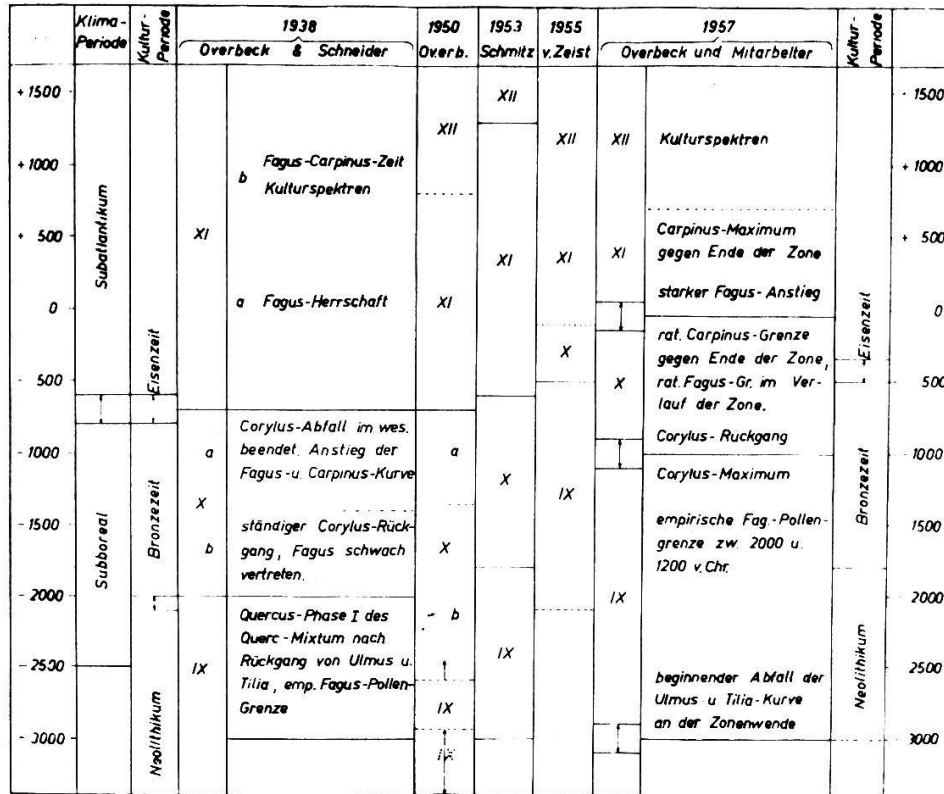 Klima-
Periode
Kultur-
Periode
1938
Overbeck & Schneider
1950
Overb.
1953
Schmitz
1955
v. Zeist
1957
Overbeck und Mitarbeiter
Kultur-
Periode
+ 1500
+ 1000
+ 500
0
- 500
- 1000
- 1500
- 2000
- 2500
- 3000
Subatlantikum
Subboreal
Eisenzeit
Bronzezeit
Neolithikum
XI
a
X
b
IX
b
Fagus-Carpinus-Zeit
Kulturspektren
a Fagus-Herrschaft
Corylus-Abfall im wes.
beendet. Anstieg der
Fagus-u. Carpinus-Kurve
ständiger Corylus-Rück-
gang, Fagus schwach
vertreten.
Quercus-Phase I des
Querc-Mixtum nach
Rückgang von Ulmus u.
Tilia, emp. Fagus-Pollen-
Grenze
XII
XI
a
X
- b
IX
IX
XII
XI
X
IX
XII
XI
X
IX
XII
XI
X
IX
Kulturspektren
Carpinus-Maximum
gegen Ende der Zone
starker Fagus-Anstieg
rat. Carpinus-Grenze
gegen Ende der Zone,
rat. Fagus-Gr. im Ver-
lauf der Zone.
Corylus-Rückgang
Corylus-Maximum
empirische Fag.-Pollen-
grenze zw. 2000 u.
1200 v. Chr.
beginnender Abfall der
Ulmus u Tilia-Kurve
an der Zonenwende
Eisenzeit
Bronzezeit
Neolithikum
- 1500
+ 1000
+ 500
0
500
- 1000
1500
- 2000
2500
3000